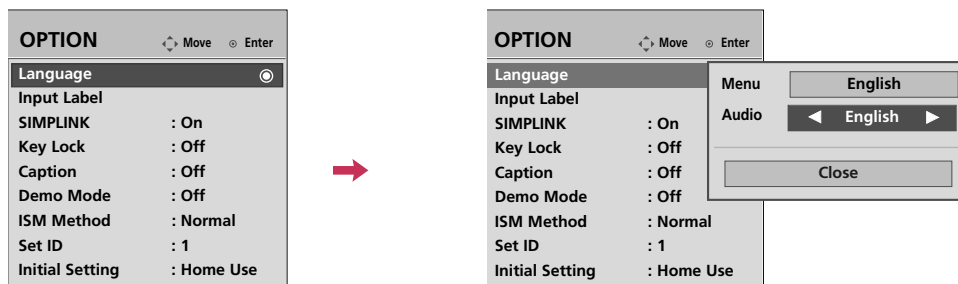 OPTION Move Enter
Language
Input Label
SIMPLINK : On
Key Lock : Off
Caption : Off
Demo Mode : Off
ISM Method : Normal
Set ID : 1
Initial Setting : Home Use
OPTION Move Enter
Language
Input Label
SIMPLINK : On
Key Lock : Off
Caption : Off
Demo Mode : Off
ISM Method : Normal
Set ID : 1
Initial Setting : Home Use
Menu English
Audio ◀ English ▶
Close